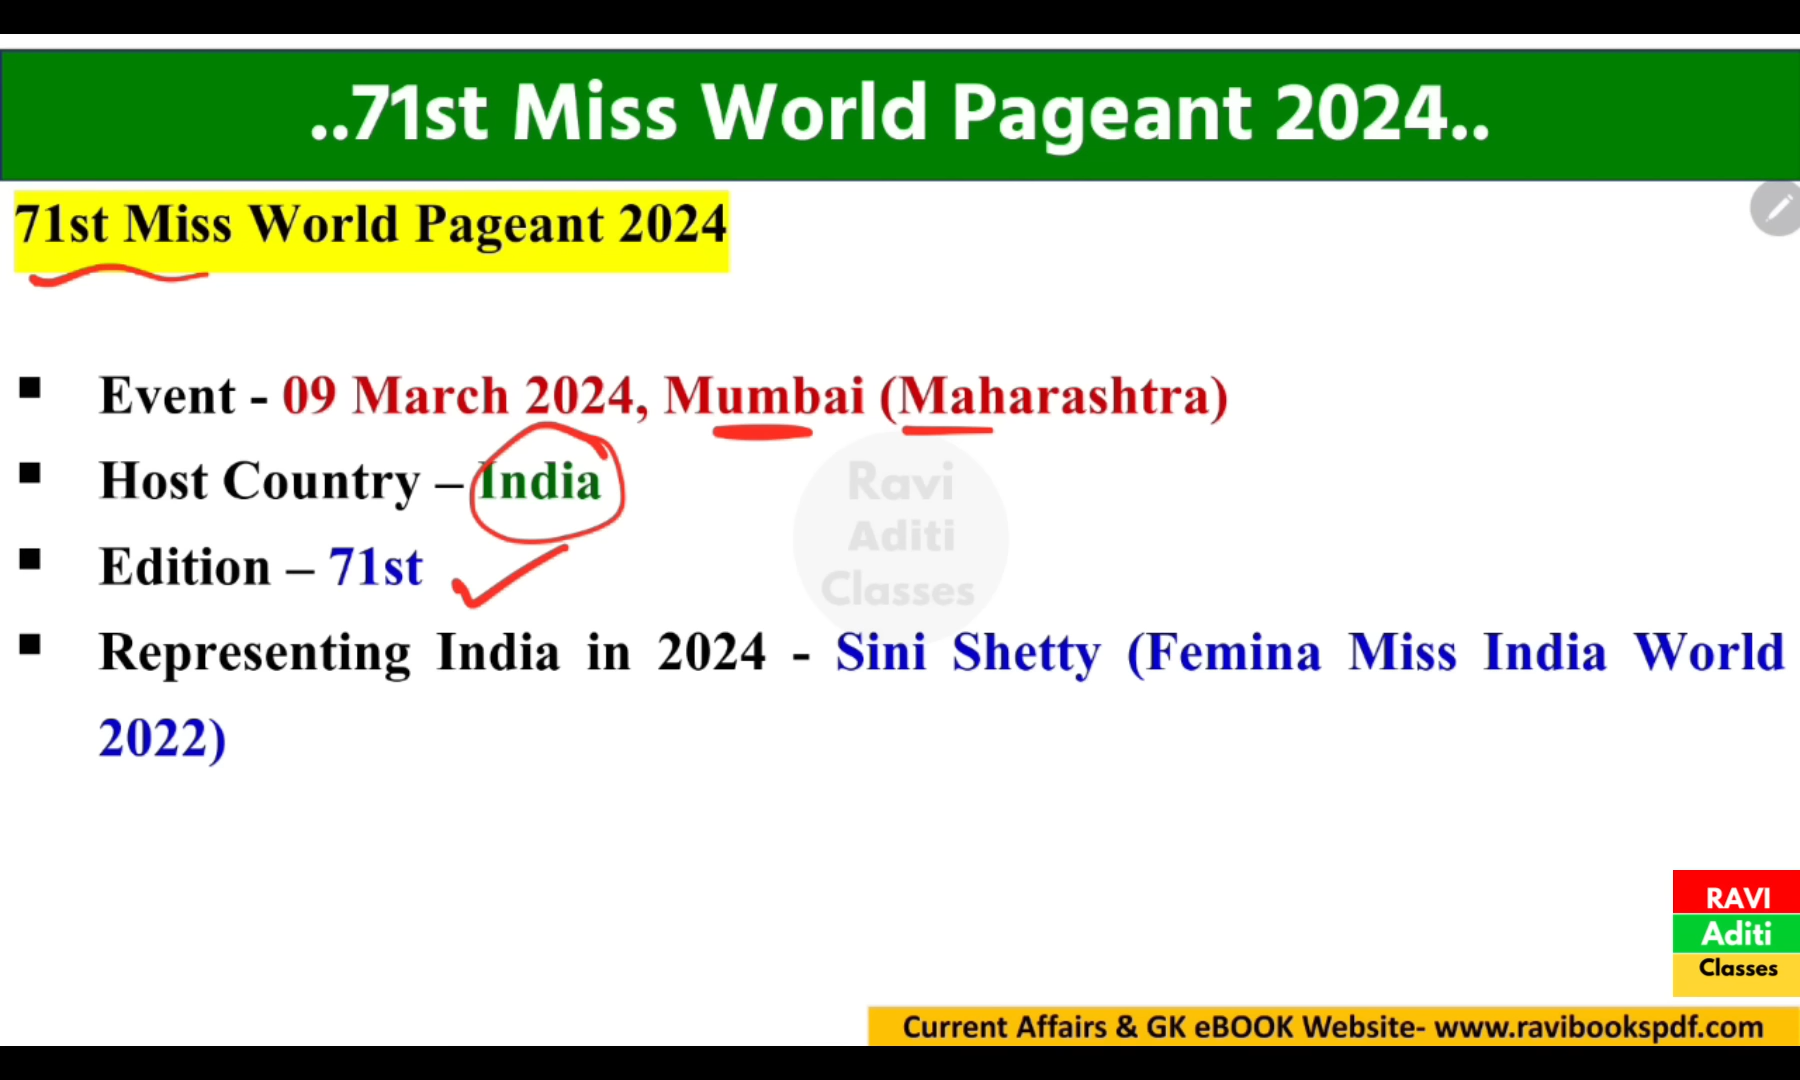 ..71st Miss World Pageant 2024..
71st Miss World Pageant 2024
▪ Event - 09 March 2024, Mumbai (Maharashtra)
▪ Host Country – India
▪ Edition – 71st
▪ Representing India in 2024 - Sini Shetty (Femina Miss India World
2022)
Ravi
Aditi
Classes
RAVI
Aditi
Classes
Current Affairs & GK eBOOK Website- www.ravibookspdf.com